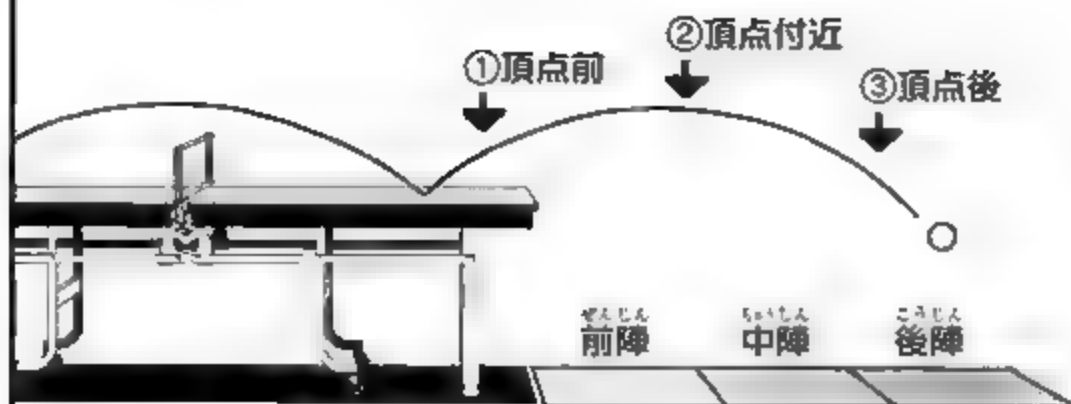 ②頂点付近
①頂点前
③頂点後
ぜんじん
前陣
ちゅうじん
中陣
こうじん
後陣